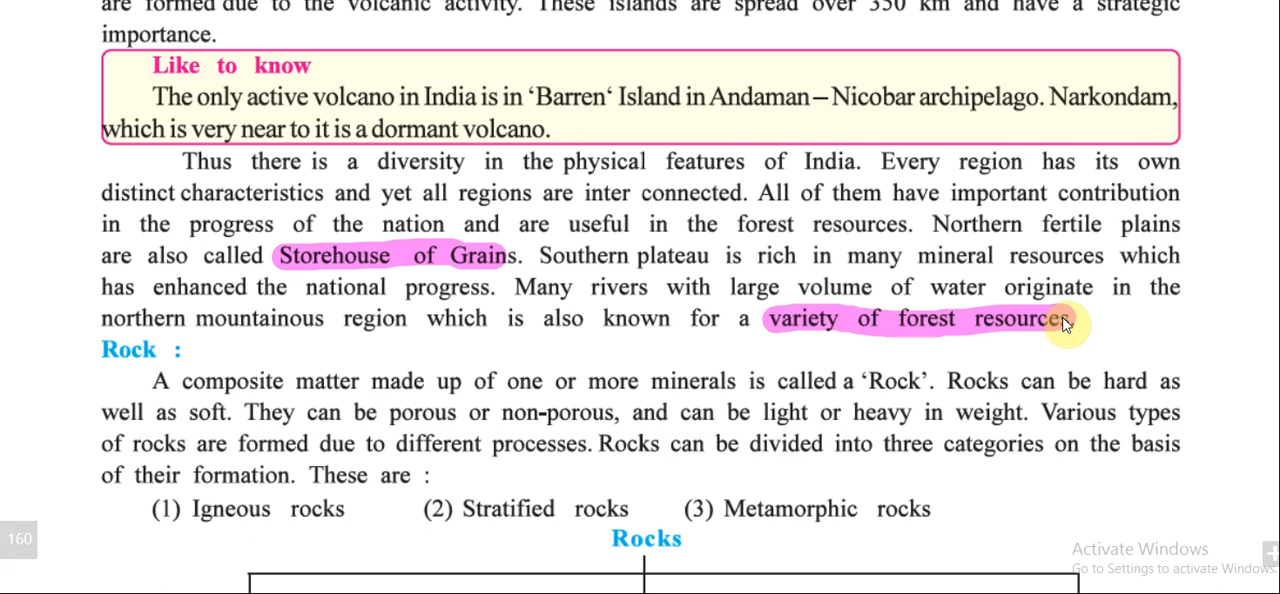 are formed due to the volcanic activity. These islands are spread over 350 km and have a strategic
importance.
Like to know
The only active volcano in India is in ‘Barren‘ Island in Andaman – Nicobar archipelago. Narkondam,
which is very near to it is a dormant volcano.
Thus there is a diversity in the physical features of India. Every region has its own
distinct characteristics and yet all regions are inter connected. All of them have important contribution
in the progress of the nation and are useful in the forest resources. Northern fertile plains
are also called Storehouse of Grains. Southern plateau is rich in many mineral resources which
has enhanced the national progress. Many rivers with large volume of water originate in the
northern mountainous region which is also known for a variety of forest resources.
Rock :
A composite matter made up of one or more minerals is called a ‘Rock’. Rocks can be hard as
well as soft. They can be porous or non-porous, and can be light or heavy in weight. Various types
of rocks are formed due to different processes. Rocks can be divided into three categories on the basis
of their formation. These are :
(1) Igneous rocks (2) Stratified rocks (3) Metamorphic rocks
Rocks
160
Activate Windows
Go to Settings to activate Windows.